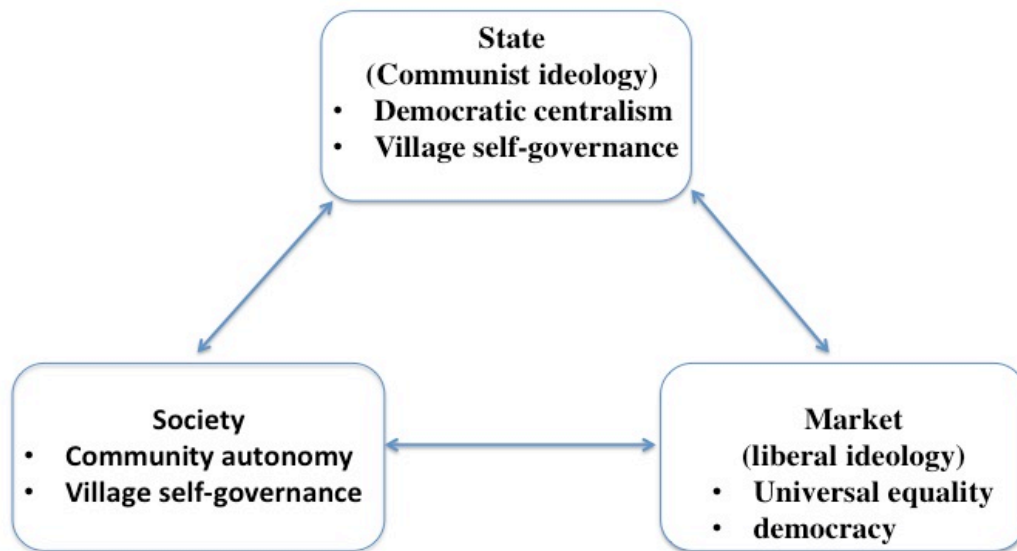 State
(Communist ideology)
• Democratic centralism
• Village self-governance
Society
• Community autonomy
• Village self-governance
Market
(liberal ideology)
• Universal equality
• democracy